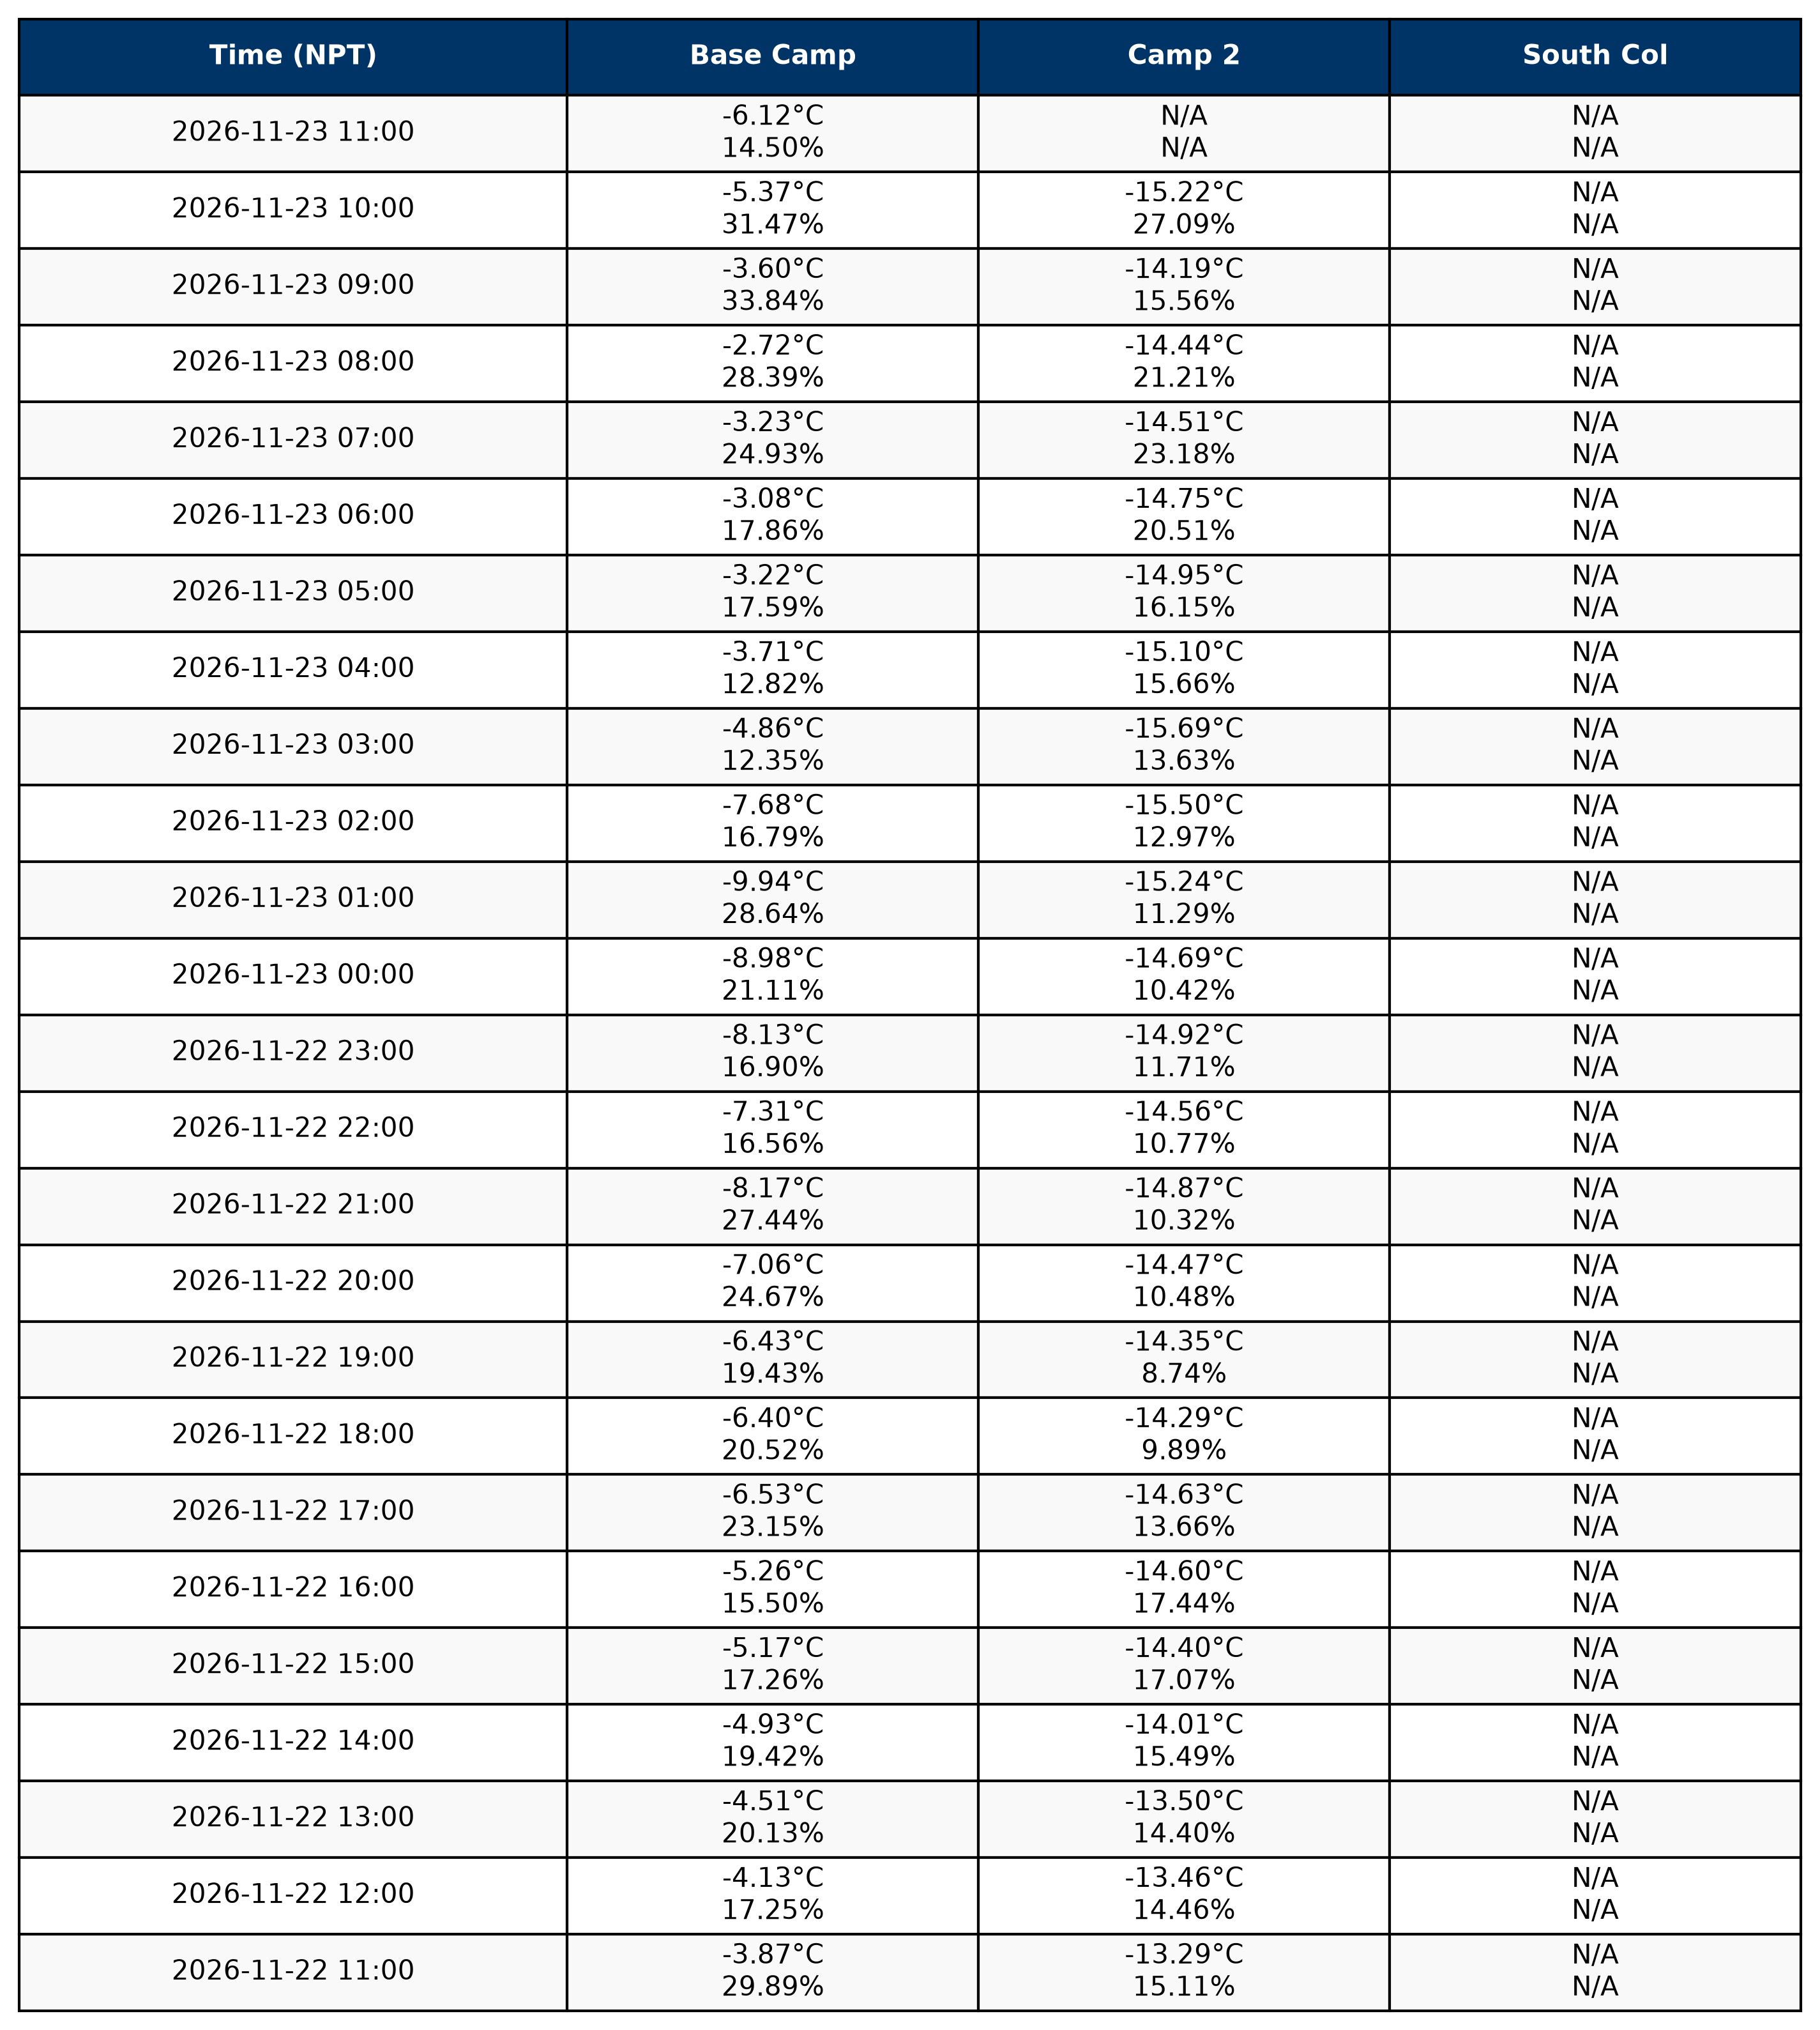 Time (NPT) Base Camp Camp 2 South Col
2026-11-23 11:00 -6.12°C 14.50% N/A N/A N/A N/A
2026-11-23 10:00 -5.37°C 31.47% -15.22°C 27.09% N/A N/A
2026-11-23 09:00 -3.60°C 33.84% -14.19°C 15.56% N/A N/A
2026-11-23 08:00 -2.72°C 28.39% -14.44°C 21.21% N/A N/A
2026-11-23 07:00 -3.23°C 24.93% -14.51°C 23.18% N/A N/A
2026-11-23 06:00 -3.08°C 17.86% -14.75°C 20.51% N/A N/A
2026-11-23 05:00 -3.22°C 17.59% -14.95°C 16.15% N/A N/A
2026-11-23 04:00 -3.71°C 12.82% -15.10°C 15.66% N/A N/A
2026-11-23 03:00 -4.86°C 12.35% -15.69°C 13.63% N/A N/A
2026-11-23 02:00 -7.68°C 16.79% -15.50°C 12.97% N/A N/A
2026-11-23 01:00 -9.94°C 28.64% -15.24°C 11.29% N/A N/A
2026-11-23 00:00 -8.98°C 21.11% -14.69°C 10.42% N/A N/A
2026-11-22 23:00 -8.13°C 16.90% -14.92°C 11.71% N/A N/A
2026-11-22 22:00 -7.31°C 16.56% -14.56°C 10.77% N/A N/A
2026-11-22 21:00 -8.17°C 27.44% -14.87°C 10.32% N/A N/A
2026-11-22 20:00 -7.06°C 24.67% -14.47°C 10.48% N/A N/A
2026-11-22 19:00 -6.43°C 19.43% -14.35°C 8.74% N/A N/A
2026-11-22 18:00 -6.40°C 20.52% -14.29°C 9.89% N/A N/A
2026-11-22 17:00 -6.53°C 23.15% -14.63°C 13.66% N/A N/A
2026-11-22 16:00 -5.26°C 15.50% -14.60°C 17.44% N/A N/A
2026-11-22 15:00 -5.17°C 17.26% -14.40°C 17.07% N/A N/A
2026-11-22 14:00 -4.93°C 19.42% -14.01°C 15.49% N/A N/A
2026-11-22 13:00 -4.51°C 20.13% -13.50°C 14.40% N/A N/A
2026-11-22 12:00 -4.13°C 17.25% -13.46°C 14.46% N/A N/A
2026-11-22 11:00 -3.87°C 29.89% -13.29°C 15.11% N/A N/A